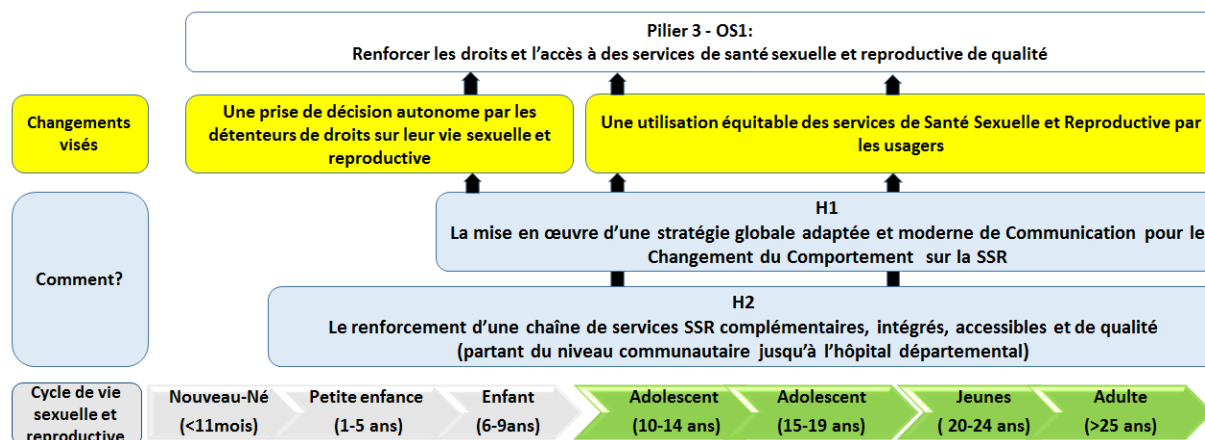 Pilier 3 - OS1:
Renforcer les droits et l'accès à des services de santé sexuelle et reproductive de qualité
Changements
visés
Une prise de décision autonome par les
détenteurs de droits sur leur vie sexuelle et
reproductive
Une utilisation équitable des services de Santé Sexuelle et Reproductive par
les usagers
Comment?
H1
La mise en œuvre d'une stratégie globale adaptée et moderne de Communication pour le
Changement du Comportement sur la SSR
H2
Le renforcement d'une chaîne de services SSR complémentaires, intégrés, accessibles et de qualité
(partant du niveau communautaire jusqu'à l'hôpital départemental)
Cycle de vie
sexuelle et
reproductive
Nouveau-Né
(<11mois)
Petite enfance
(1-5 ans)
Enfant
(6-9ans)
Adolescent
(10-14 ans)
Adolescent
(15-19 ans)
Jeunes
( 20-24 ans)
Adulte
(>25 ans)